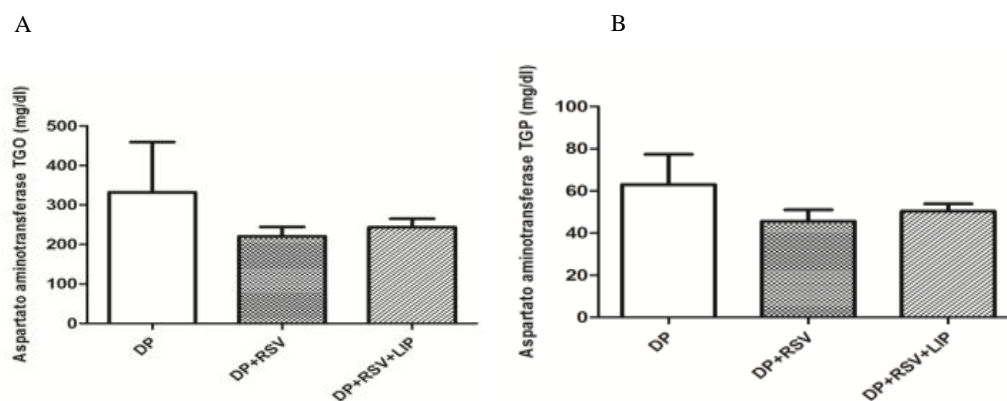 A
B
Aspartato aminotransferase TGO (mg/dl)
500
400
300
200
100
0
DP
DP+RSV
DP+RSV+LIP
Aspartato aminotransferase TGP (mg/dl)
100
80
60
40
20
0
DP
DP+RSV
DP+RSV+LIP